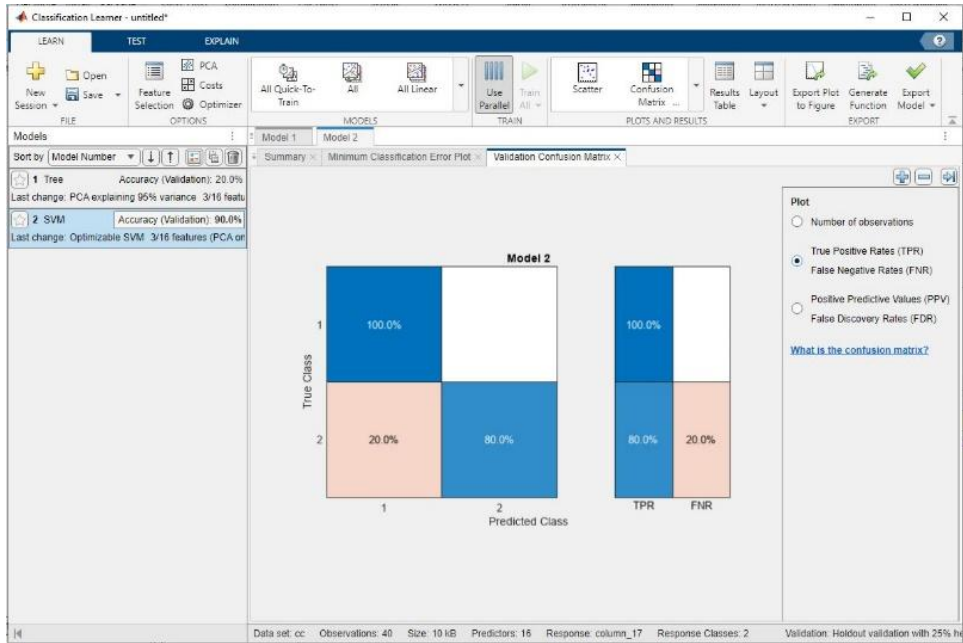 Classification Learner - untitled*
LEARN TEST EXPLAIN
New Session
Open
Save
FILE
Feature Selection
PCA
Costs
Optimizer
OPTIONS
All Quick-To-Train
All
All Linear
MODELS
Use Parallel
Train All
TRAIN
Scatter
Confusion Matrix ...
Results Table
Layout
PLOTS AND RESULTS
Export Plot to Figure
Generate Function
Export Model
EXPORT
Models
Sort by Model Number
1 Tree Accuracy (Validation): 20.0%
Last change: PCA explaining 95% variance 3/16 featu
2 SVM Accuracy (Validation): 90.0%
Last change: Optimizable SVM 3/16 features (PCA on
Model 1 Model 2
Summary Minimum Classification Error Plot Validation Confusion Matrix
Model 2
True Class
1 100.0% 100.0%
2 20.0% 80.0% 80.0% 20.0%
1 2 TPR FNR
Predicted Class
Plot
Number of observations
True Positive Rates (TPR)
False Negative Rates (FNR)
Positive Predictive Values (PPV)
False Discovery Rates (FDR)
What is the confusion matrix?
Data set: cc Observations: 40 Size: 10 kB Predictors: 16 Response: column_17 Response Classes: 2 Validation: Holdout validation with 25%